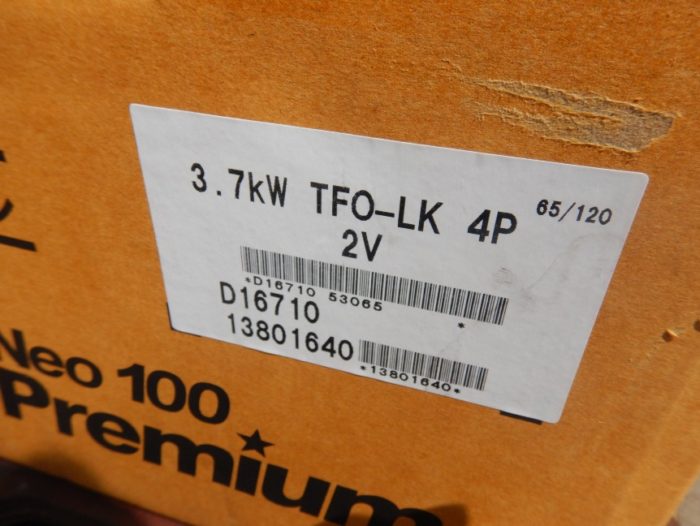 3.7kW TFO-LK 4P 65/120
2V
*D16710 53065 *
D16710
13801640
*13801640*
Neo 100
Premium